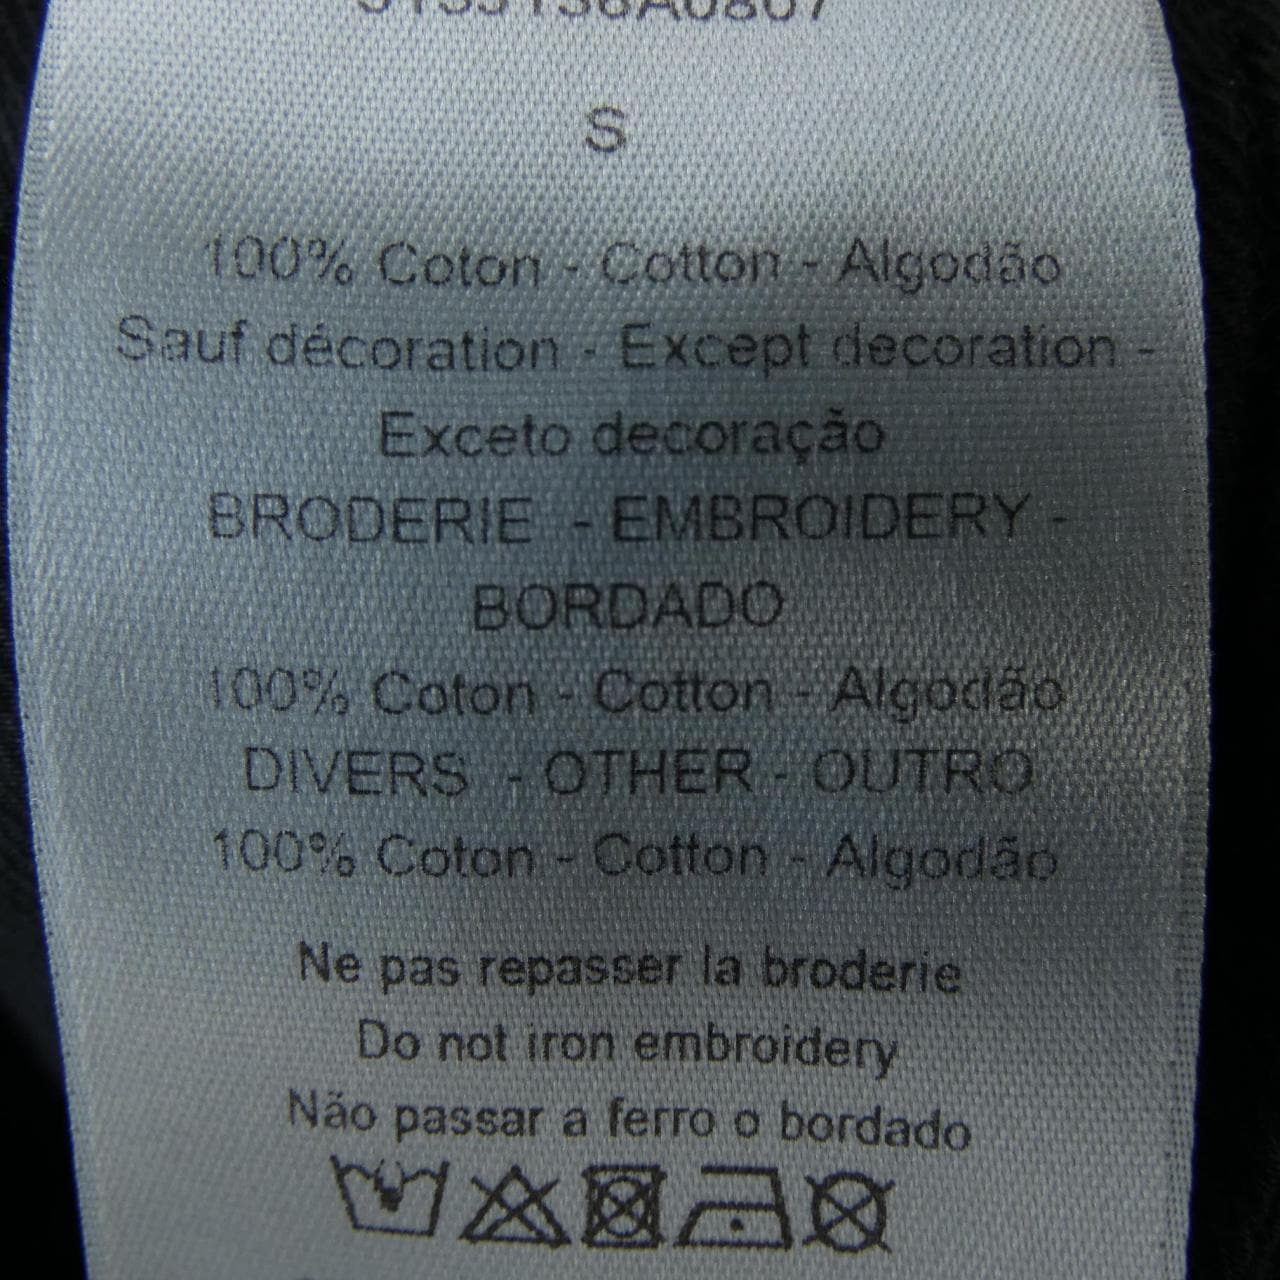 S
100% Coton - Cotton - Algodão
Sauf décoration - Except decoration -
Exceto decoração
BRODERIE - EMBROIDERY -
BORDADO
100% Coton - Cotton - Algodão
DIVERS - OTHER - OUTRO
100% Coton - Cotton - Algodão
Ne pas repasser la broderie
Do not iron embroidery
Não passar a ferro o bordado